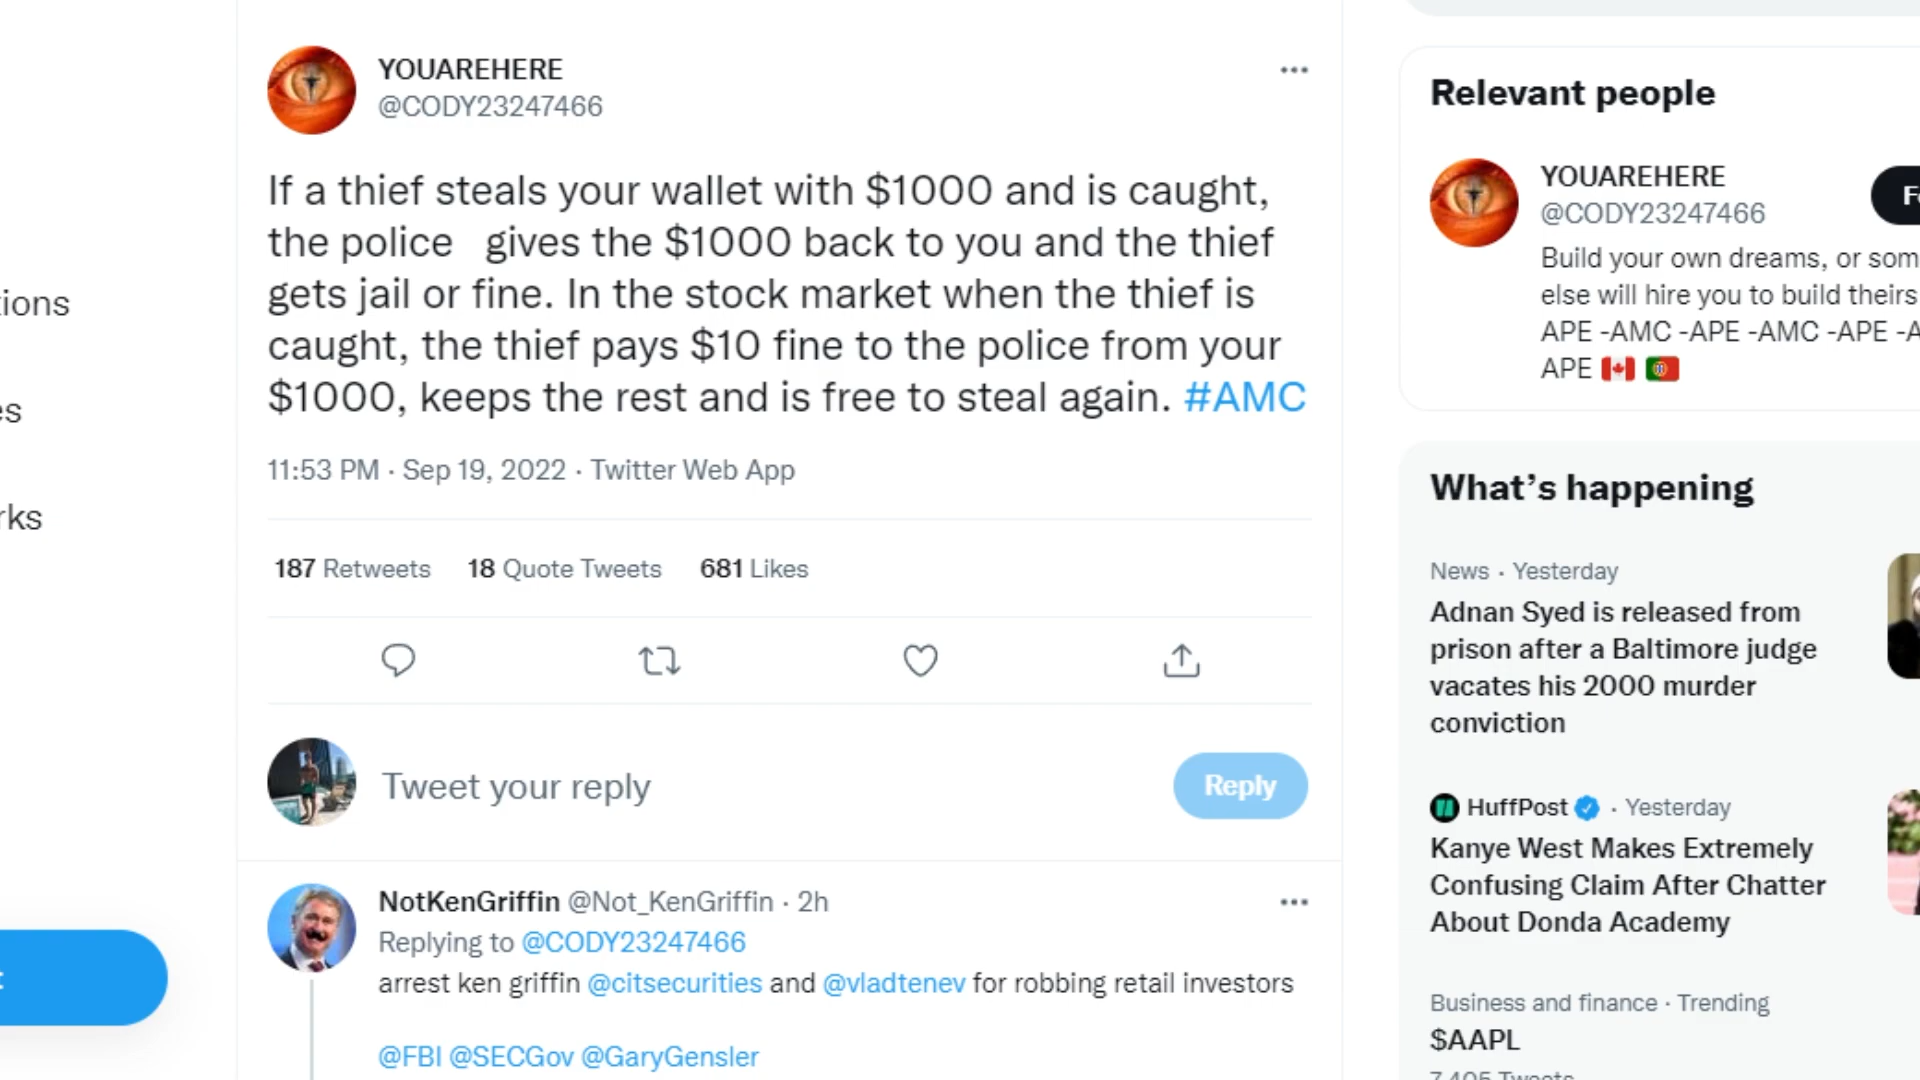 YOUAREHERE
@CODY23247466
If a thief steals your wallet with $1000 and is caught,
the police gives the $1000 back to you and the thief
gets jail or fine. In the stock market when the thief is
caught, the thief pays $10 fine to the police from your
$1000, keeps the rest and is free to steal again. #AMC
11:53 PM · Sep 19, 2022 · Twitter Web App
187 Retweets 18 Quote Tweets 681 Likes
Tweet your reply
Reply
NotKenGriffin @Not_KenGriffin · 2h
Replying to @CODY23247466
arrest ken griffin @citsecurities and @vladtenev for robbing retail investors
@FBI @SECGov @GaryGensler
Relevant people
YOUAREHERE
@CODY23247466
Build your own dreams, or som
else will hire you to build theirs
APE -AMC -APE -AMC -APE -A
APE
What's happening
News · Yesterday
Adnan Syed is released from
prison after a Baltimore judge
vacates his 2000 murder
conviction
HuffPost · Yesterday
Kanye West Makes Extremely
Confusing Claim After Chatter
About Donda Academy
Business and finance · Trending
$AAPL
7,405 Tweets